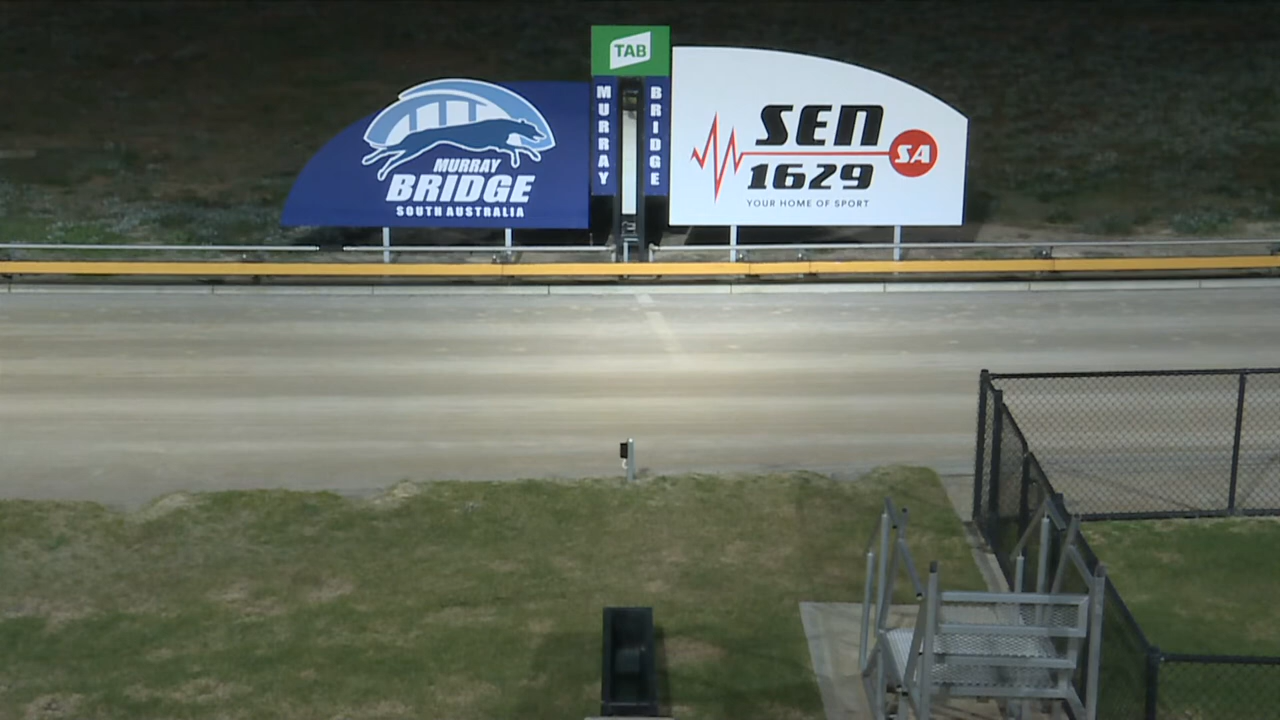 TAB
MURRAY
BRIDGE
MURRAY
BRIDGE
SOUTH AUSTRALIA
SEN
SA
1629
YOUR HOME OF SPORT